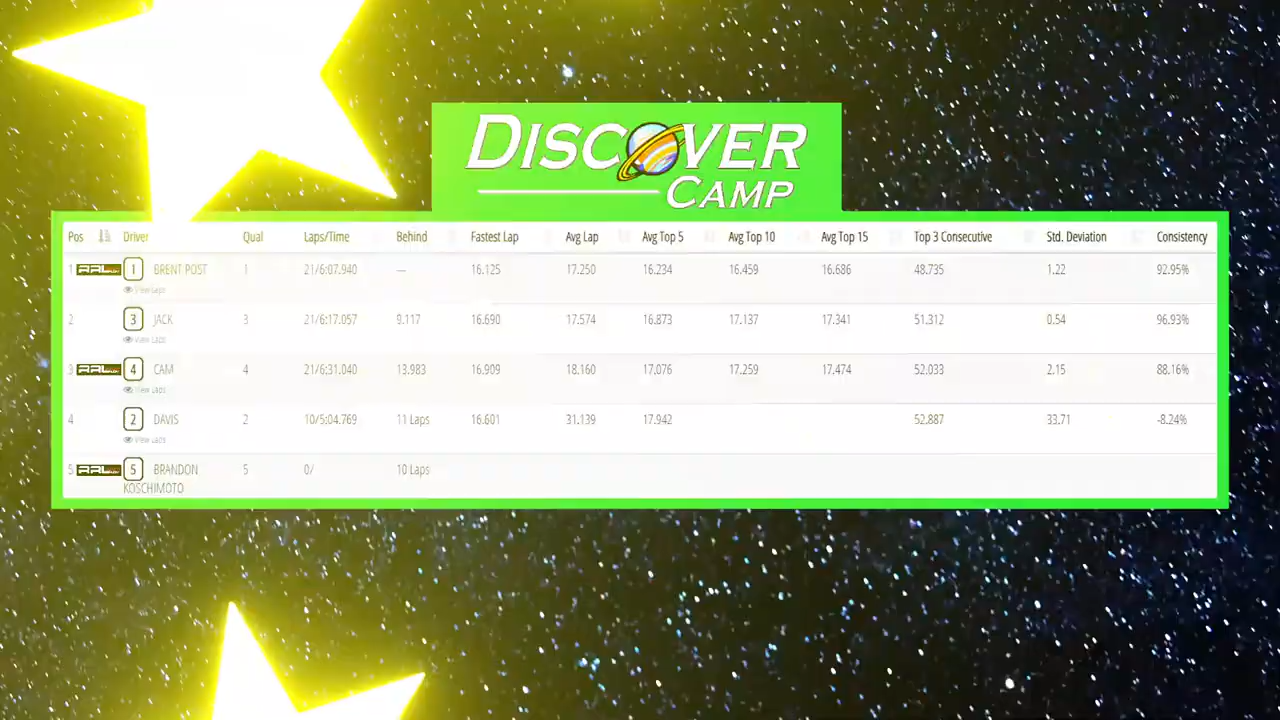 DISCOVER
CAMP
Pos Driver Qual Laps/Time Behind Fastest Lap Avg Lap Avg Top 5 Avg Top 10 Avg Top 15 Top 3 Consecutive Std. Deviation Consistency
1 1 BRENT POST 1 21/6:07.940 — 16.125 17.250 16.234 16.459 16.686 48.735 1.22 92.95%
View Laps
2 3 JACK 3 21/6:17.057 9.117 16.690 17.574 16.873 17.137 17.341 51.312 0.54 96.93%
View Laps
3 4 CAM 4 21/6:31.040 13.983 16.909 18.160 17.076 17.259 17.474 52.033 2.15 88.16%
View Laps
4 2 DAVIS 2 10/5:04.769 11 Laps 16.601 31.139 17.942 52.887 33.71 -8.24%
View Laps
5 5 BRANDON 5 0/ 10 Laps
KOSCHIMOTO